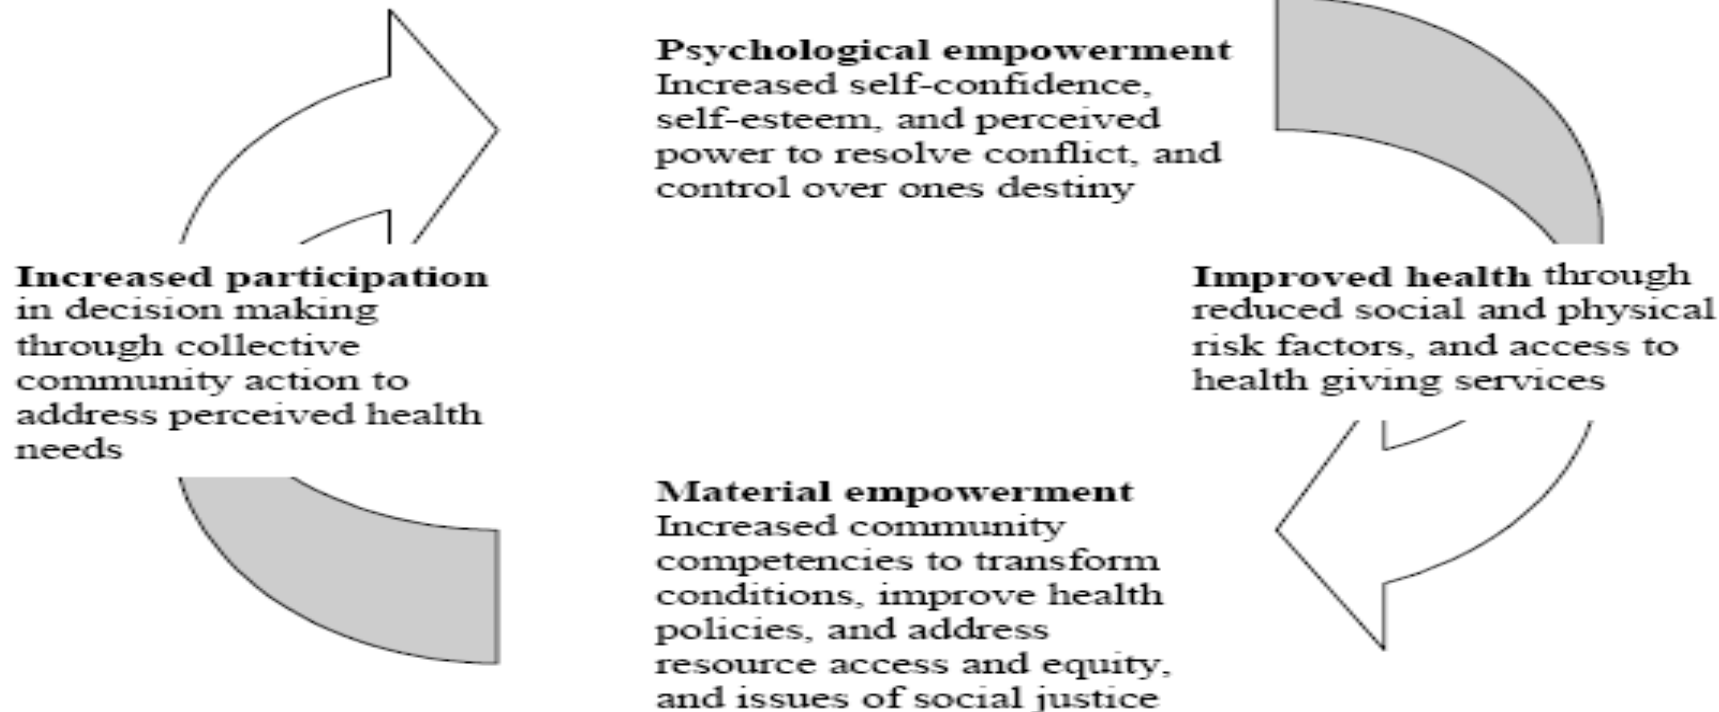 Psychological empowerment
Increased self-confidence,
self-esteem, and perceived
power to resolve conflict, and
control over ones destiny
Increased participation
in decision making
through collective
community action to
address perceived health
needs
Improved health through
reduced social and physical
risk factors, and access to
health giving services
Material empowerment
Increased community
competencies to transform
conditions, improve health
policies, and address
resource access and equity,
and issues of social justice